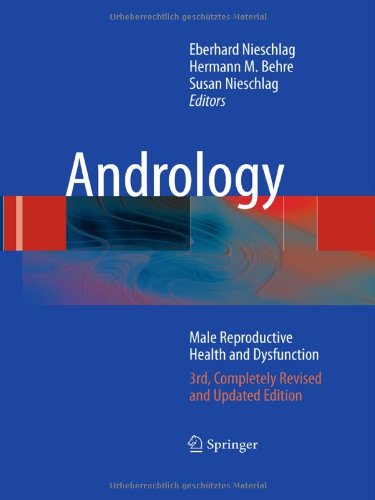 Urheberrechtlich geschütztes Material
Eberhard Nieschlag
Hermann M. Behre
Susan Nieschlag
Editors
Andrology
Male Reproductive
Health and Dysfunction
3rd, Completely Revised
and Updated Edition
Springer
Urheberrechtlich geschütztes Material